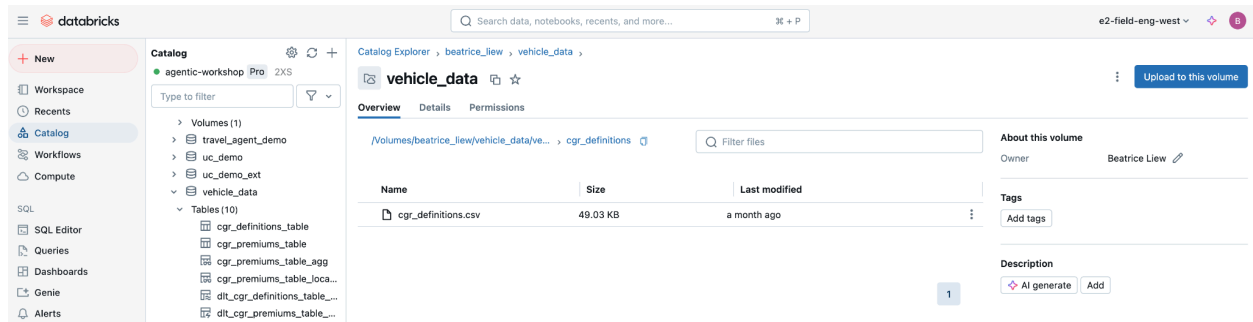 databricks
Search data, notebooks, recents, and more...
⌘ + P
e2-field-eng-west
B
+ New
Workspace
Recents
Catalog
Workflows
Compute
SQL
SQL Editor
Queries
Dashboards
Genie
Alerts
Catalog
agentic-workshop Pro 2XS
Type to filter
Volumes (1)
travel_agent_demo
uc_demo
uc_demo_ext
vehicle_data
Tables (10)
cgr_definitions_table
cgr_premiums_table
cgr_premiums_table_agg
cgr_premiums_table_loca...
dlt_cgr_definitions_table_...
dlt_cgr_premiums_table_...
Catalog Explorer > beatrice_liew > vehicle_data >
vehicle_data
Upload to this volume
Overview Details Permissions
/Volumes/beatrice_liew/vehicle_data/ve... > cgr_definitions
Filter files
Name Size Last modified
cgr_definitions.csv 49.03 KB a month ago
1
About this volume
Owner Beatrice Liew
Tags
Add tags
Description
AI generate Add